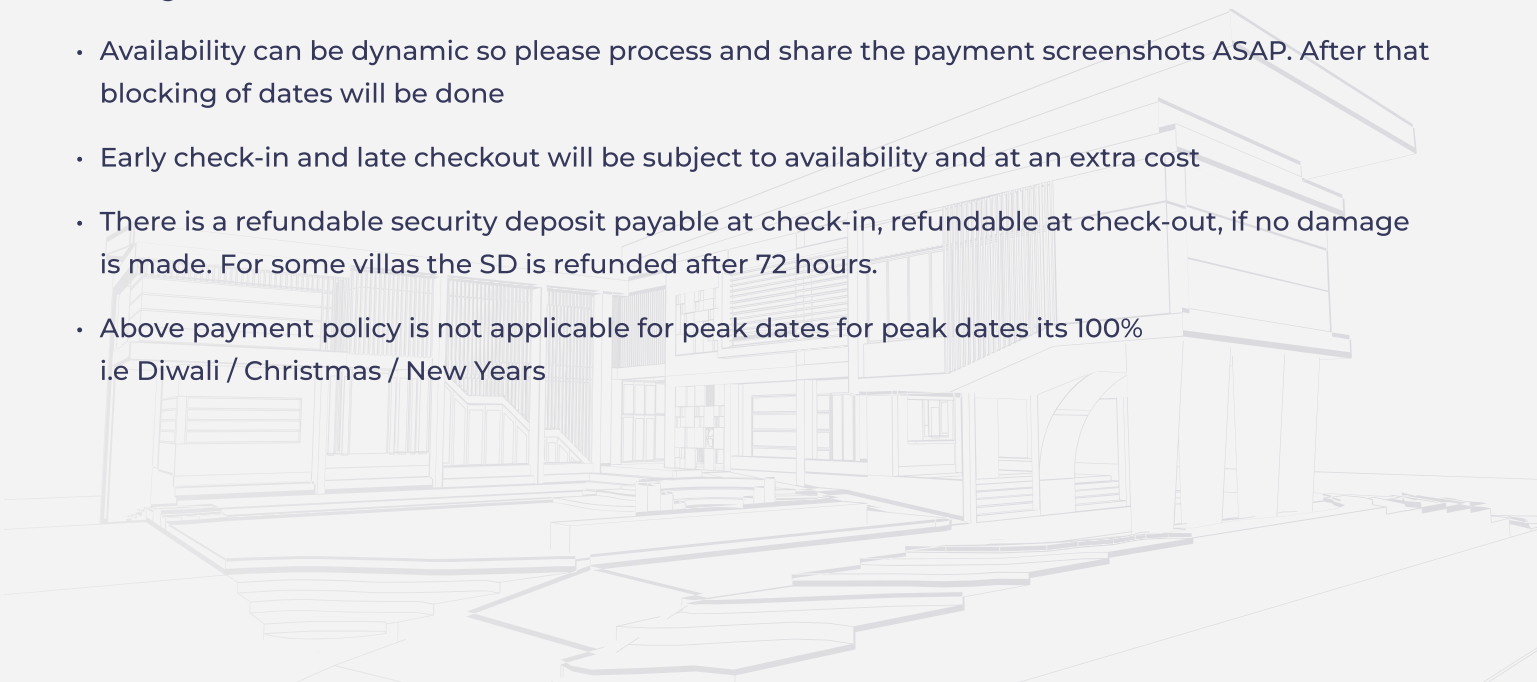 • Availability can be dynamic so please process and share the payment screenshots ASAP. After that
blocking of dates will be done
• Early check-in and late checkout will be subject to availability and at an extra cost
• There is a refundable security deposit payable at check-in, refundable at check-out, if no damage
is made. For some villas the SD is refunded after 72 hours.
• Above payment policy is not applicable for peak dates for peak dates its 100%
i.e Diwali / Christmas / New Years